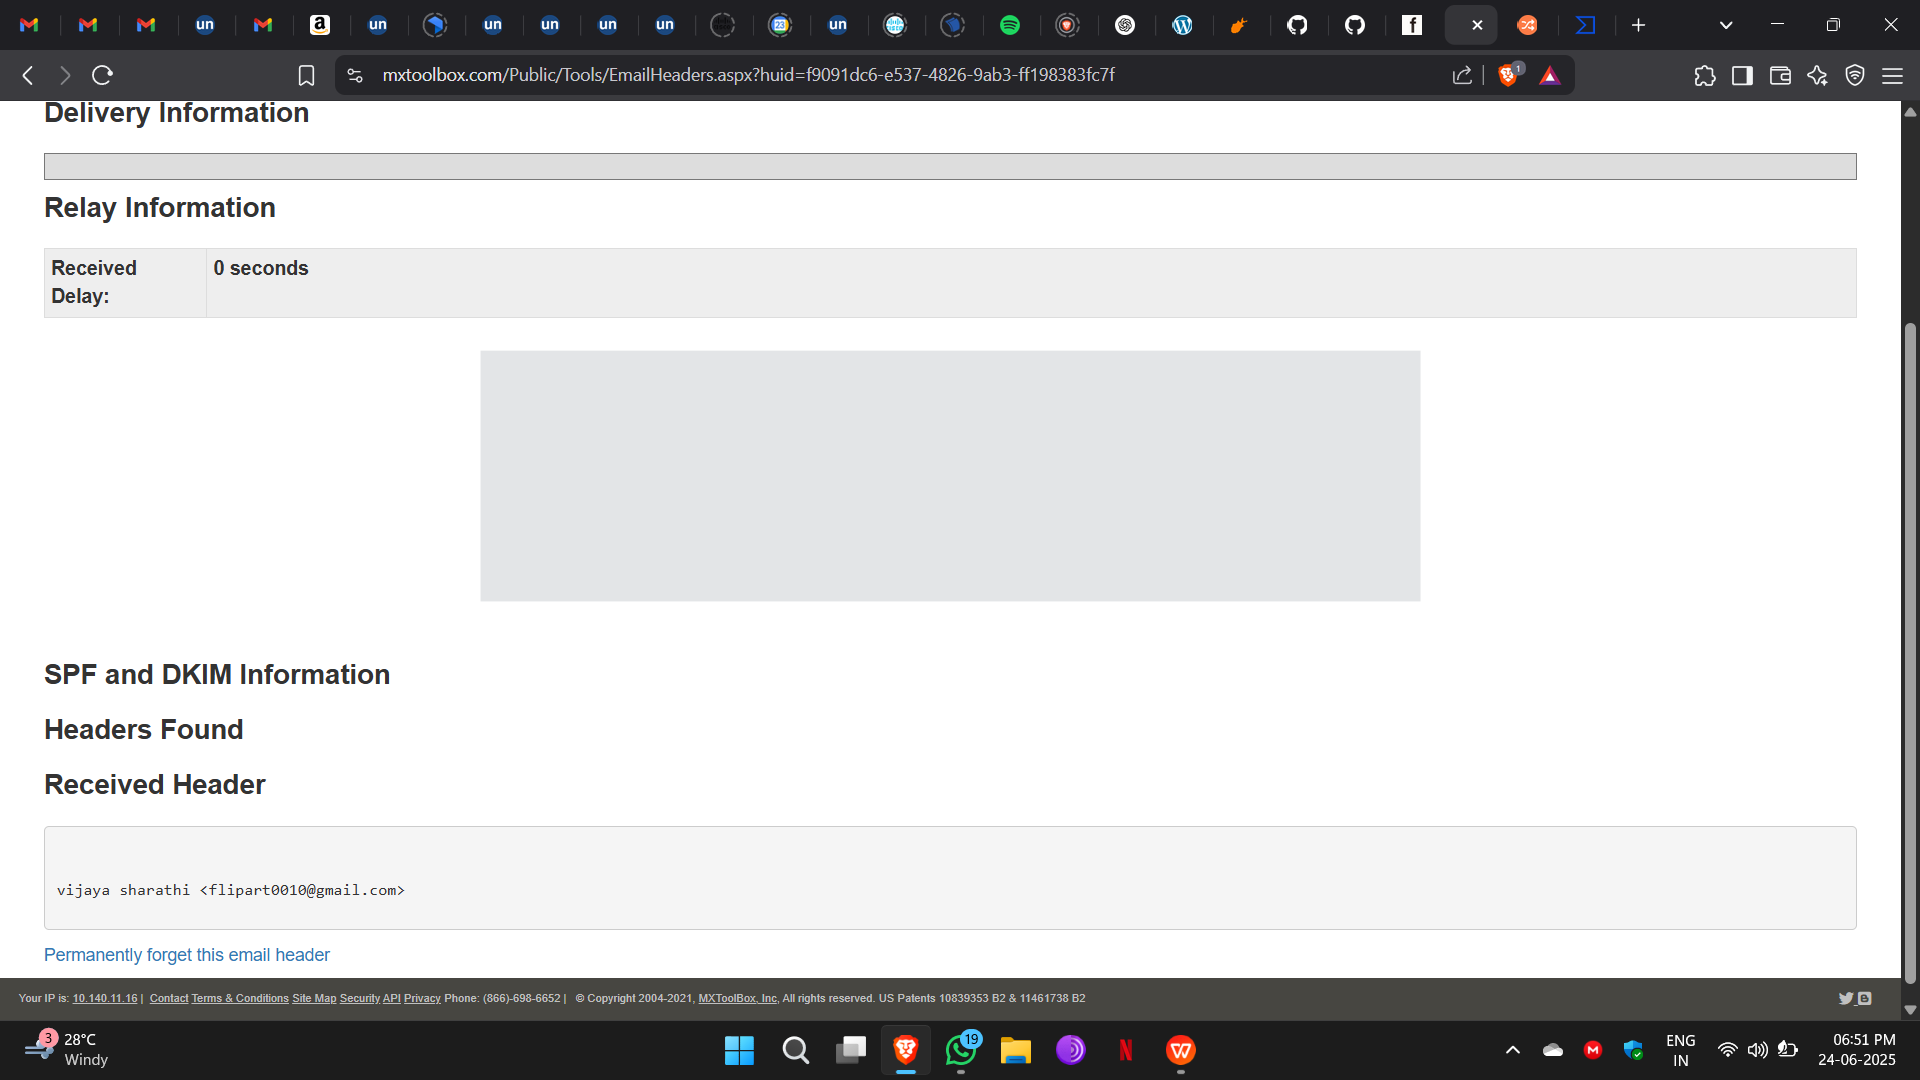 un
a
un
un
un
un
un
23
un
f
mxtoolbox.com/Public/Tools/EmailHeaders.aspx?huid=f9091dc6-e537-4826-9ab3-ff198383fc7f
1
Delivery Information
Relay Information
Received Delay:
0 seconds
SPF and DKIM Information
Headers Found
Received Header
vijaya sharathi <flipart0010@gmail.com>
Permanently forget this email header
Your IP is: 10.140.11.16 | Contact Terms & Conditions Site Map Security API Privacy Phone: (866)-698-6652 | © Copyright 2004-2021, MXToolBox, Inc, All rights reserved. US Patents 10839353 B2 & 11461738 B2
3
28°C
Windy
19
N
W
M
ENG
IN
06:51 PM
24-06-2025